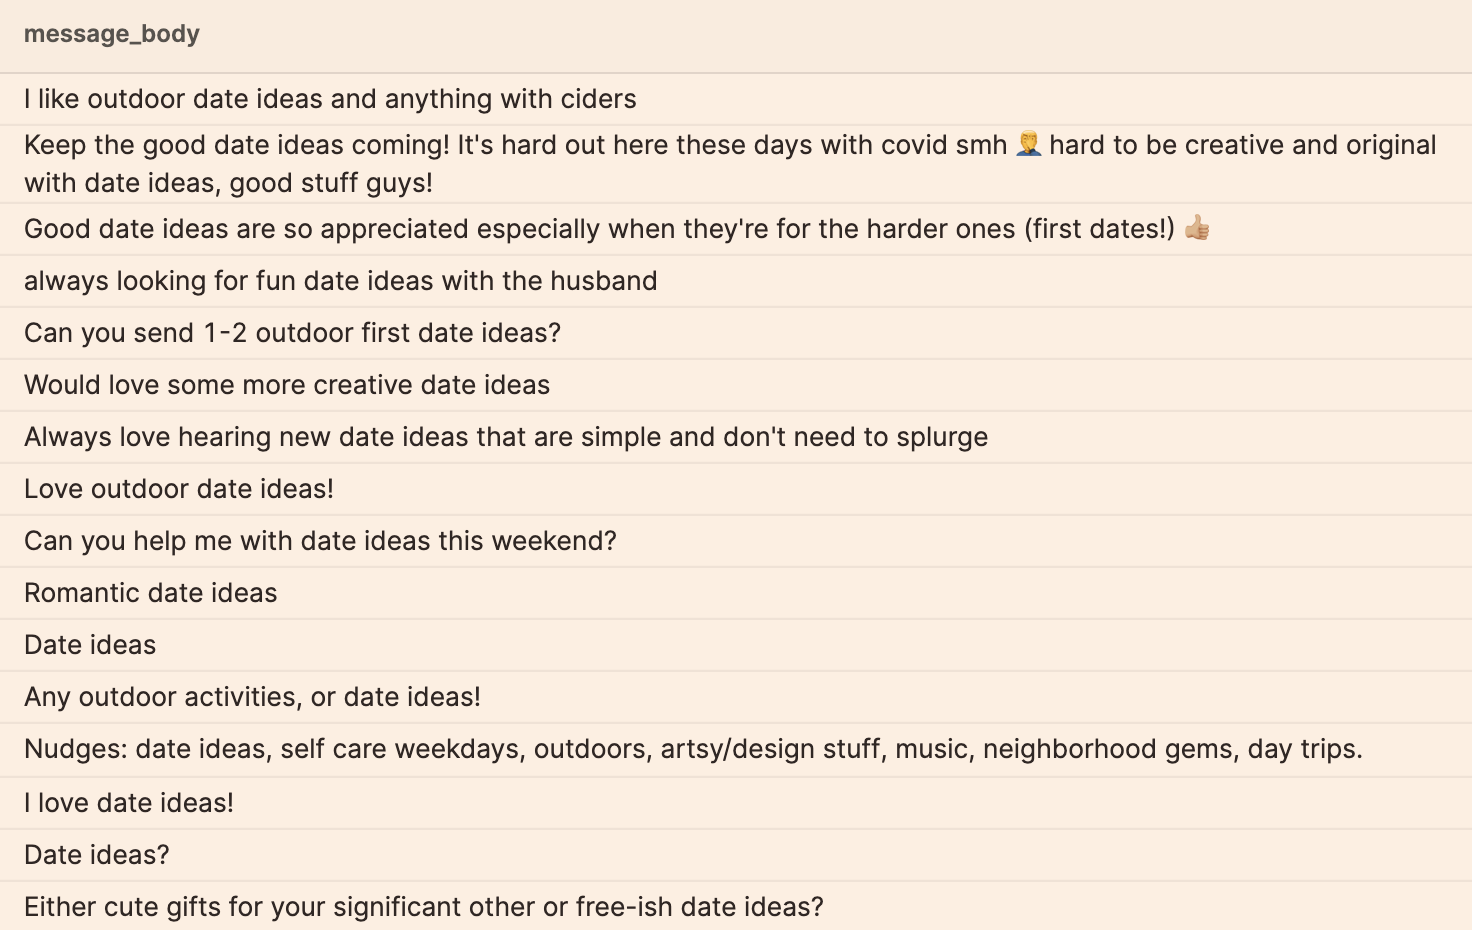 message_body
I like outdoor date ideas and anything with ciders
Keep the good date ideas coming! It's hard out here these days with covid smh 🤦🏼‍♂️ hard to be creative and original
with date ideas, good stuff guys!
Good date ideas are so appreciated especially when they're for the harder ones (first dates!) 👍🏼
always looking for fun date ideas with the husband
Can you send 1-2 outdoor first date ideas?
Would love some more creative date ideas
Always love hearing new date ideas that are simple and don't need to splurge
Love outdoor date ideas!
Can you help me with date ideas this weekend?
Romantic date ideas
Date ideas
Any outdoor activities, or date ideas!
Nudges: date ideas, self care weekdays, outdoors, artsy/design stuff, music, neighborhood gems, day trips.
I love date ideas!
Date ideas?
Either cute gifts for your significant other or free-ish date ideas?